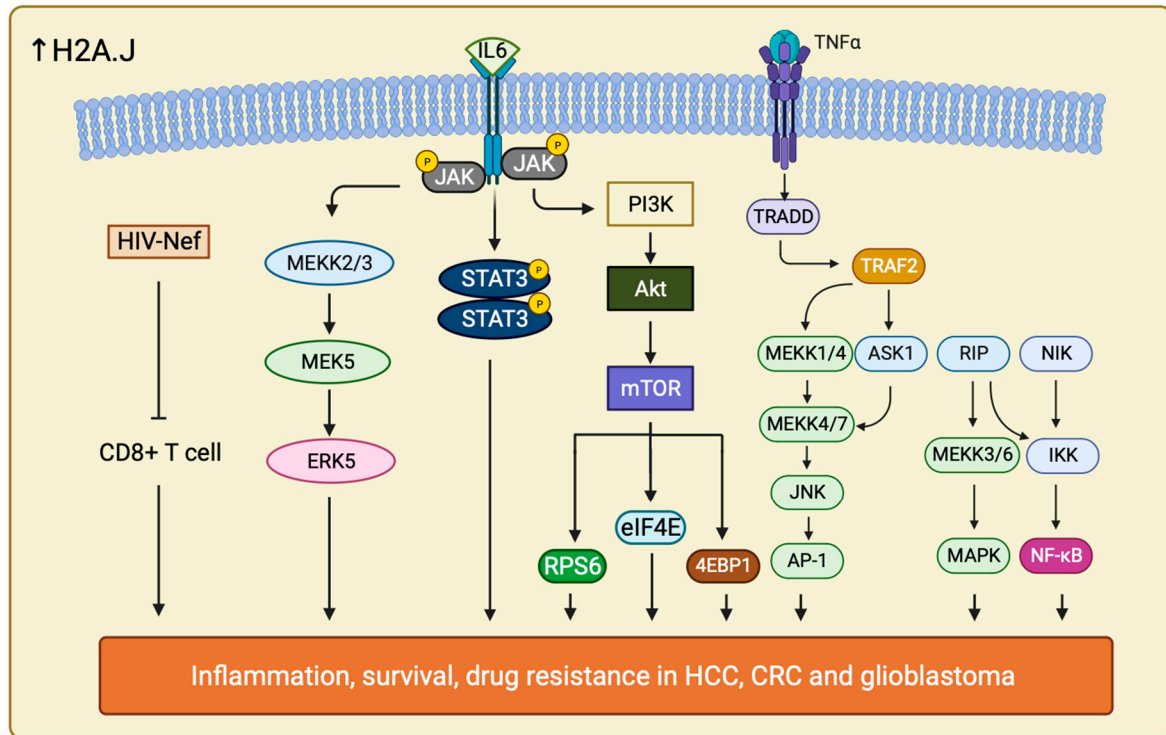 ↑H2A.J
IL6
TNFα
P
JAK
JAK
P
HIV-Nef
CD8+ T cell
MEKK2/3
MEK5
ERK5
STAT3
P
STAT3
P
PI3K
Akt
mTOR
RPS6
eIF4E
4EBP1
TRADD
TRAF2
MEKK1/4
ASK1
RIP
NIK
MEKK4/7
MEKK3/6
IKK
JNK
AP-1
MAPK
NF-κB
Inflammation, survival, drug resistance in HCC, CRC and glioblastoma